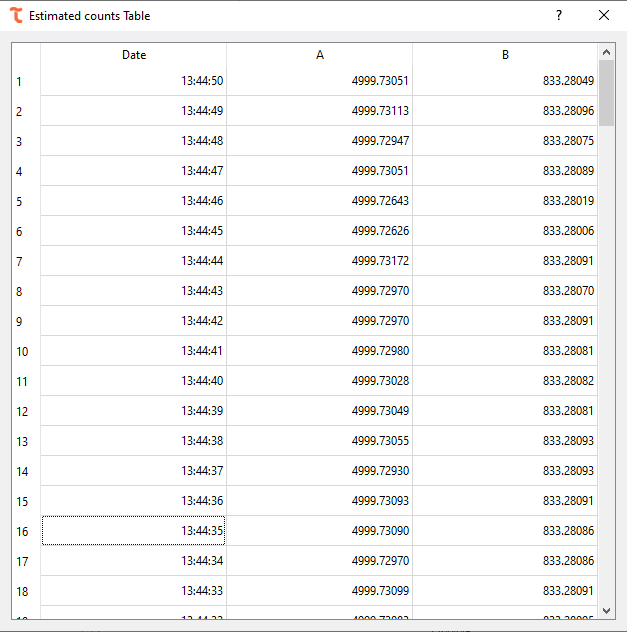 Estimated counts Table
Date A B
1 13:44:50 4999.73051 833.28049
2 13:44:49 4999.73113 833.28096
3 13:44:48 4999.72947 833.28075
4 13:44:47 4999.73051 833.28089
5 13:44:46 4999.72643 833.28019
6 13:44:45 4999.72626 833.28006
7 13:44:44 4999.73172 833.28091
8 13:44:43 4999.72970 833.28070
9 13:44:42 4999.72970 833.28091
10 13:44:41 4999.72980 833.28081
11 13:44:40 4999.73028 833.28082
12 13:44:39 4999.73049 833.28081
13 13:44:38 4999.73055 833.28093
14 13:44:37 4999.72930 833.28093
15 13:44:36 4999.73093 833.28091
16 13:44:35 4999.73090 833.28086
17 13:44:34 4999.72970 833.28086
18 13:44:33 4999.73099 833.28091